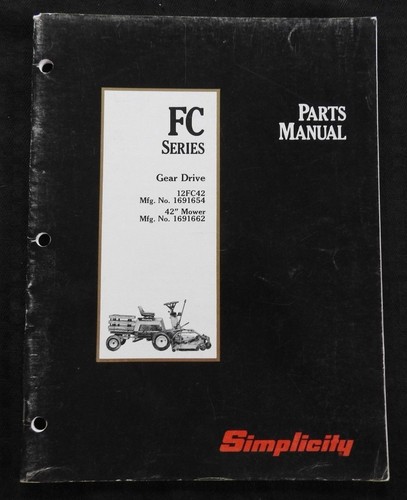 FC
SERIES
Gear Drive
12FC42
Mfg. No. 1691654
42" Mower
Mfg. No. 1691662
PARTS
MANUAL
Simplicity